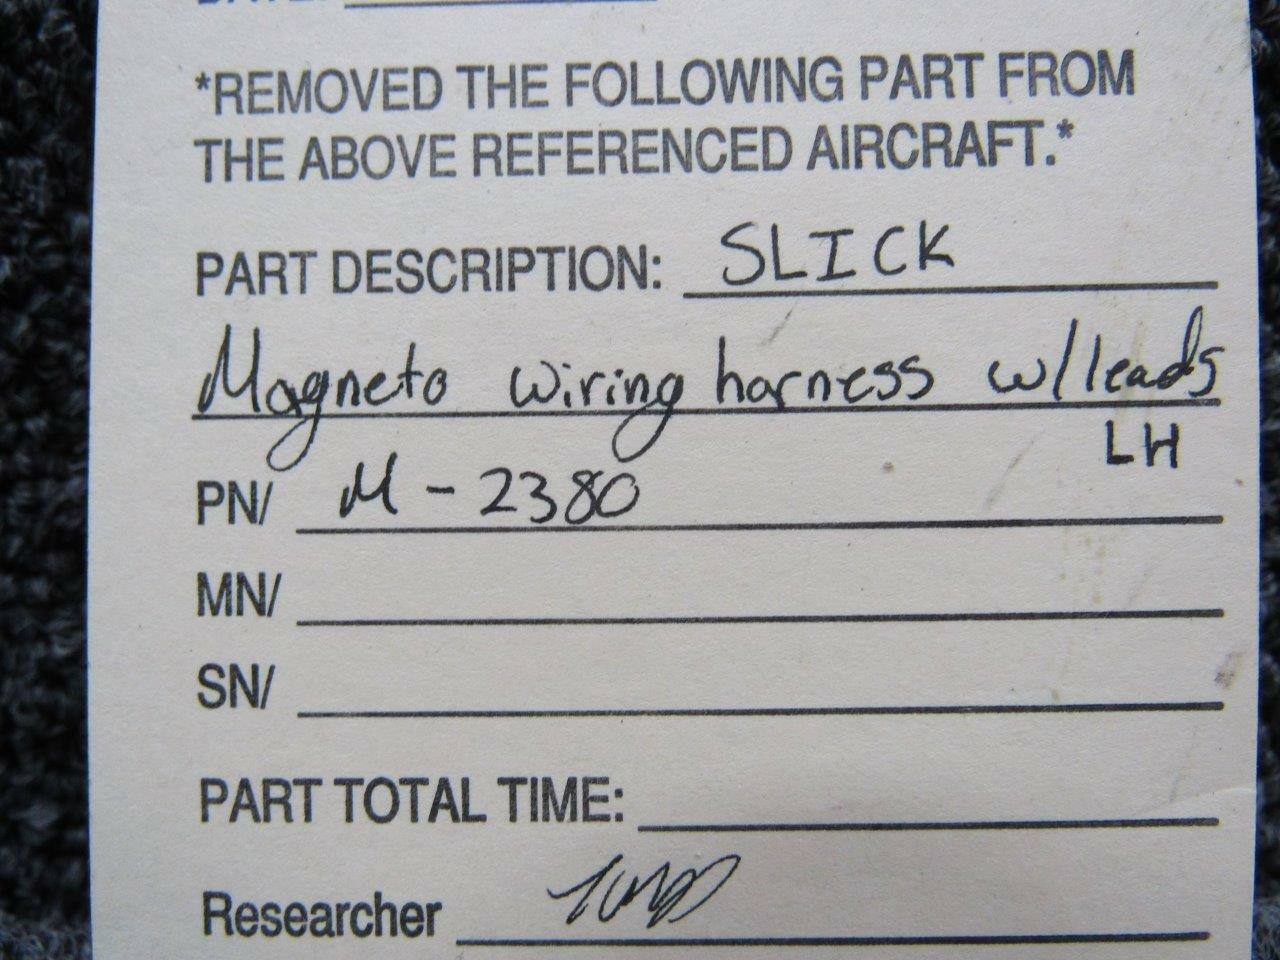 *REMOVED THE FOLLOWING PART FROM
THE ABOVE REFERENCED AIRCRAFT.*
PART DESCRIPTION: SLICK
Magneto wiring harness w/leads
LH
PN/ M-2380
MN/
SN/
PART TOTAL TIME:
Researcher